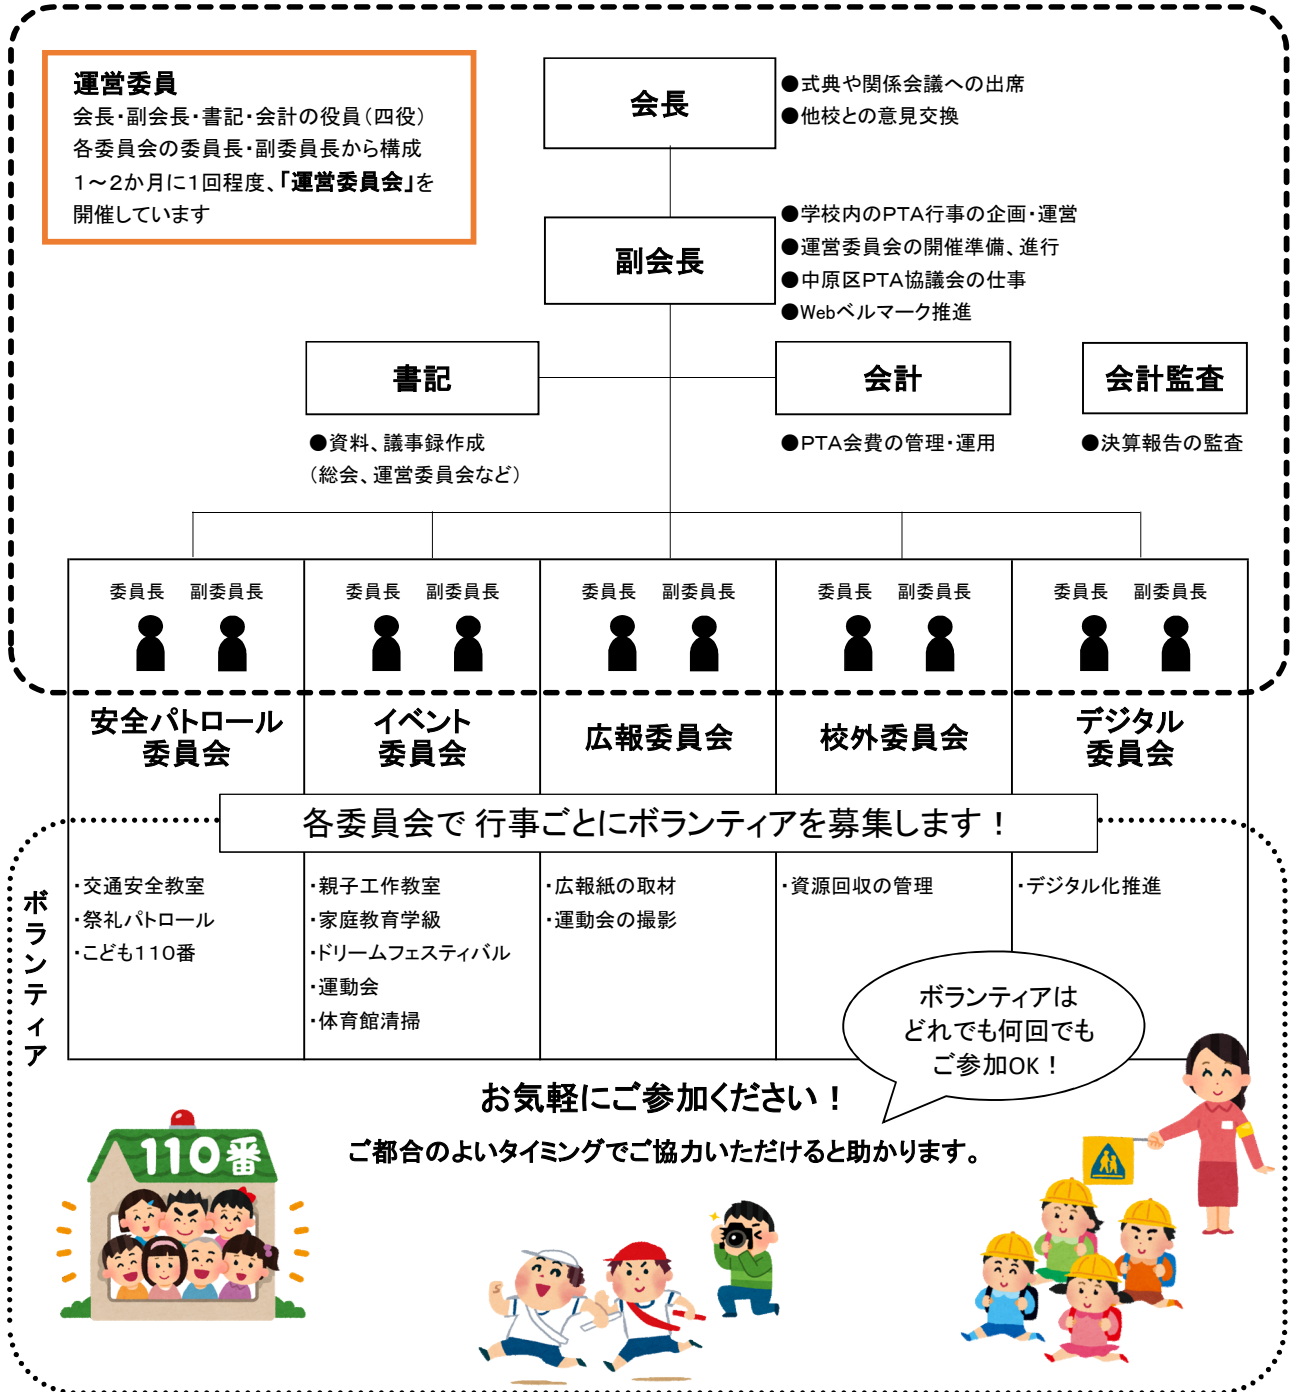 運営委員
会長・副会長・書記・会計の役員（四役）
各委員会の委員長・副委員長から構成
１～２か月に１回程度、「運営委員会」を
開催しています
会長
●式典や関係会議への出席
●他校との意見交換
副会長
●学校内のＰＴＡ行事の企画・運営
●運営委員会の開催準備、進行
●中原区ＰＴＡ協議会の仕事
●Webベルマーク推進
書記
●資料、議事録作成
（総会、運営委員会など）
会計
●PTA会費の管理・運用
会計監査
●決算報告の監査
委員長 副委員長
委員長 副委員長
委員長 副委員長
委員長 副委員長
委員長 副委員長
安全パトロール
委員会
イベント
委員会
広報委員会
校外委員会
デジタル
委員会
各委員会で 行事ごとにボランティアを募集します！
ボランティア
・交通安全教室
・祭礼パトロール
・こども１１０番
・親子工作教室
・家庭教育学級
・ドリームフェスティバル
・運動会
・体育館清掃
・広報紙の取材
・運動会の撮影
・資源回収の管理
・デジタル化推進
ボランティアは
どれでも何回でも
ご参加OK！
お気軽にご参加ください！
ご都合のよいタイミングでご協力いただけると助かります。
110番